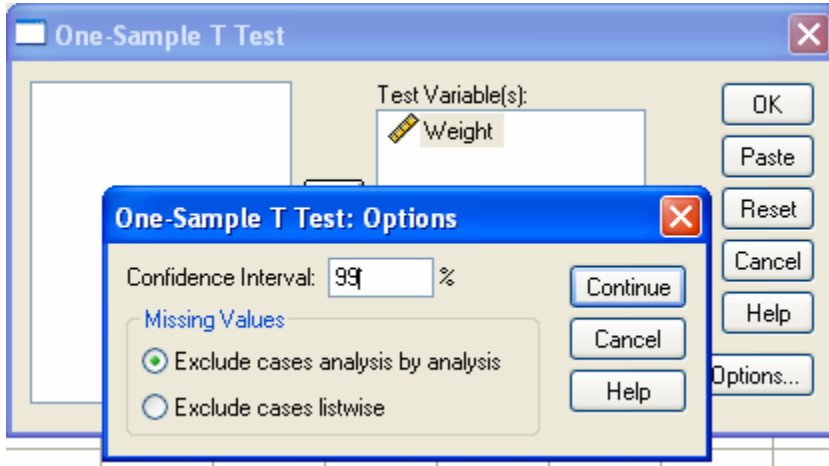 One-Sample T Test
Test Variable(s):
Weight
OK
Paste
Reset
Cancel
Help
Options...
One-Sample T Test: Options
Confidence Interval: 99 %
Missing Values
Exclude cases analysis by analysis
Exclude cases listwise
Continue
Cancel
Help